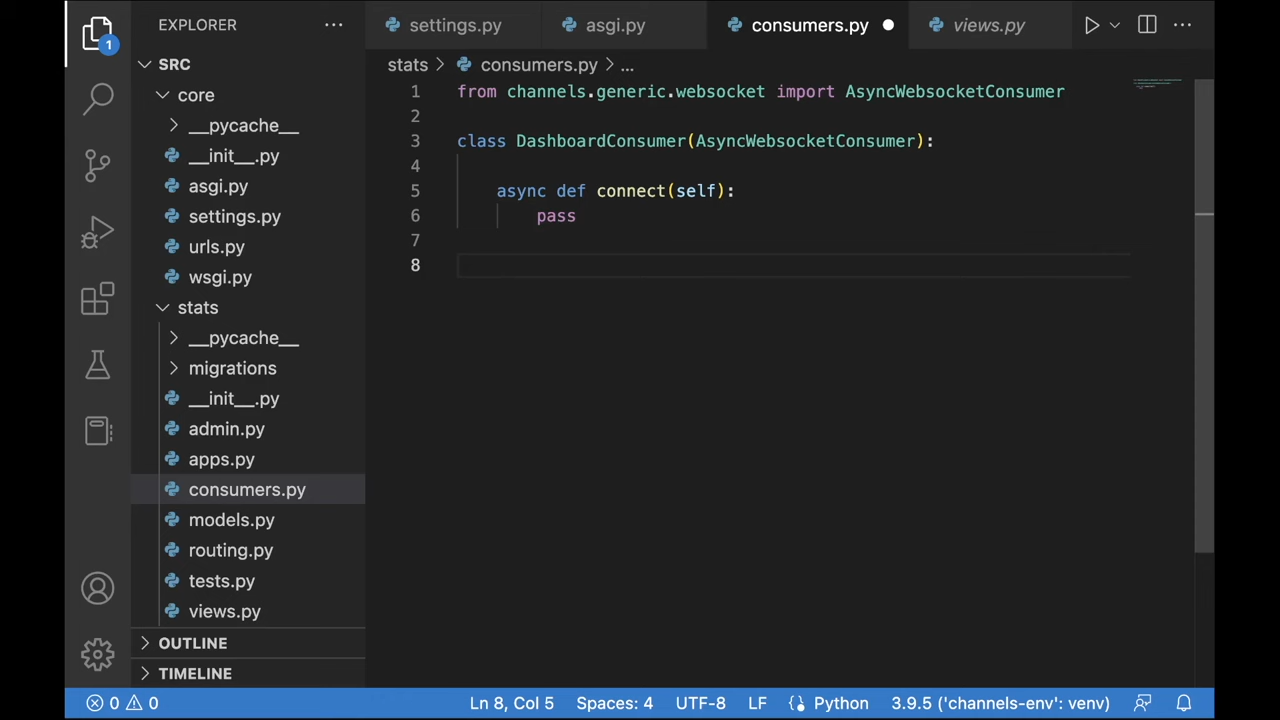 EXPLORER
settings.py
asgi.py
consumers.py
views.py
1
SRC
core
__pycache__
__init__.py
asgi.py
settings.py
urls.py
wsgi.py
stats
__pycache__
migrations
__init__.py
admin.py
apps.py
consumers.py
models.py
routing.py
tests.py
views.py
OUTLINE
TIMELINE
stats > consumers.py > ...
1 from channels.generic.websocket import AsyncWebsocketConsumer
2
3 class DashboardConsumer(AsyncWebsocketConsumer):
4
5 async def connect(self):
6 pass
7
8
0 0 Ln 8, Col 5 Spaces: 4 UTF-8 LF Python 3.9.5 ('channels-env': venv)